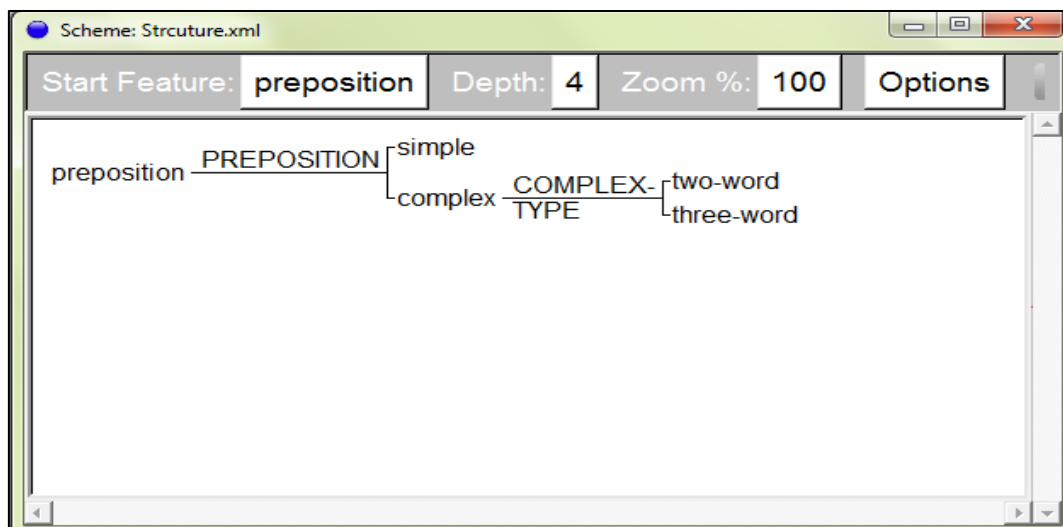 Scheme: Strcuture.xml
Start Feature: preposition Depth: 4 Zoom %: 100 Options
preposition PREPOSITION simple
complex COMPLEX-TYPE two-word
three-word